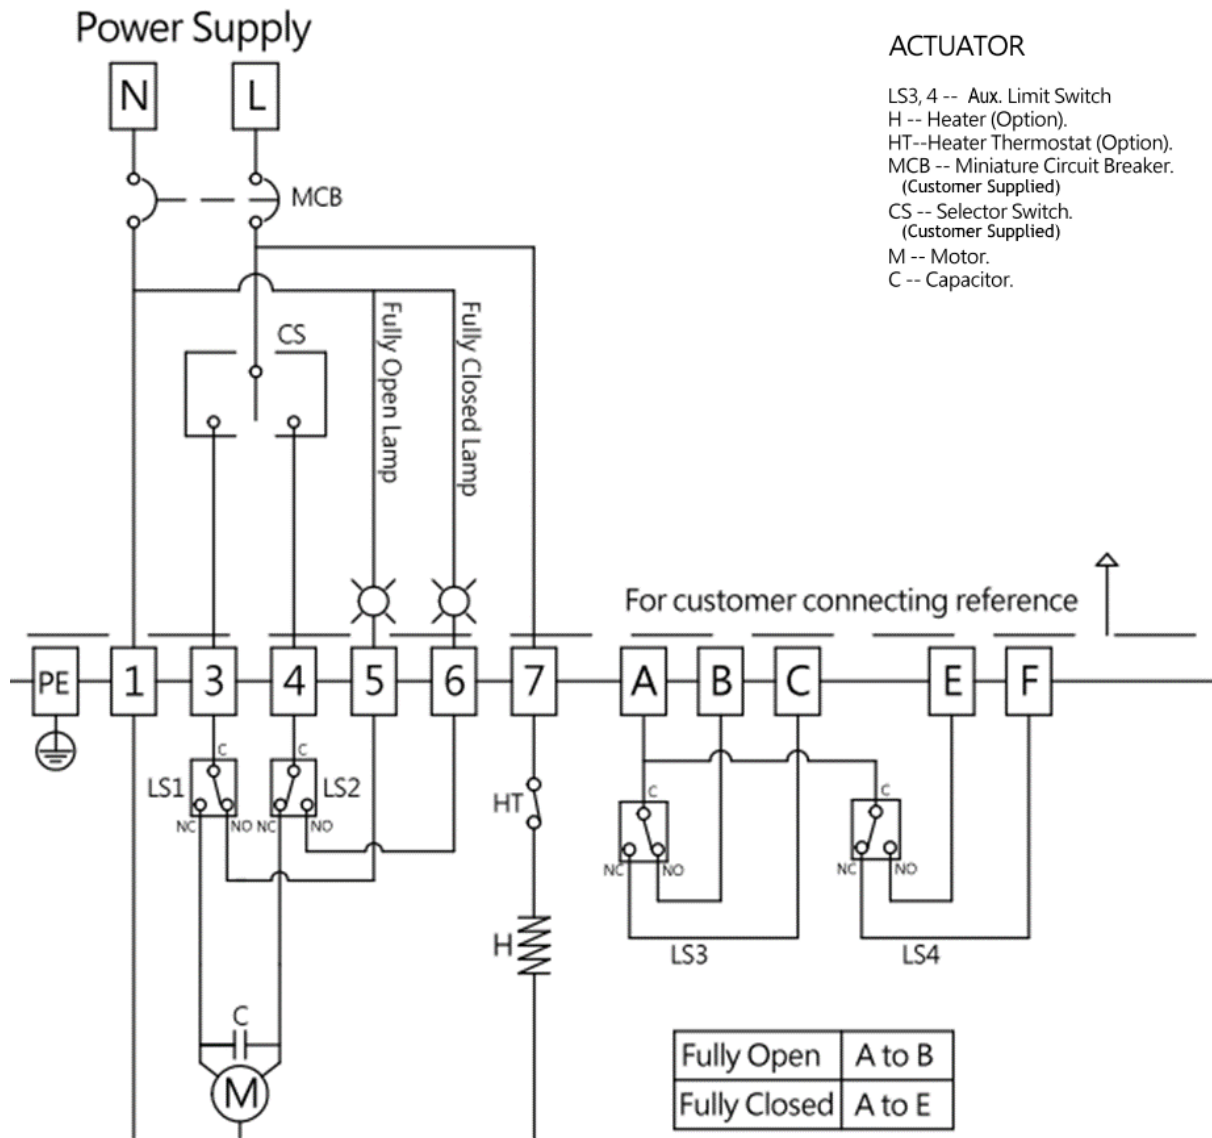 Power Supply
N L
MCB
ACTUATOR
LS3, 4 -- Aux. Limit Switch
H -- Heater (Option).
HT--Heater Thermostat (Option).
MCB -- Miniature Circuit Breaker.
(Customer Supplied)
CS -- Selector Switch.
(Customer Supplied)
M -- Motor.
C -- Capacitor.
CS
Fully Open Lamp
Fully Closed Lamp
For customer connecting reference
PE 1 3 4 5 6 7 A B C E F
C C
LS1 LS2
NC NO NC NO
HT
C C
NC NO NC NO
H
LS3 LS4
C
M
Fully Open A to B
Fully Closed A to E